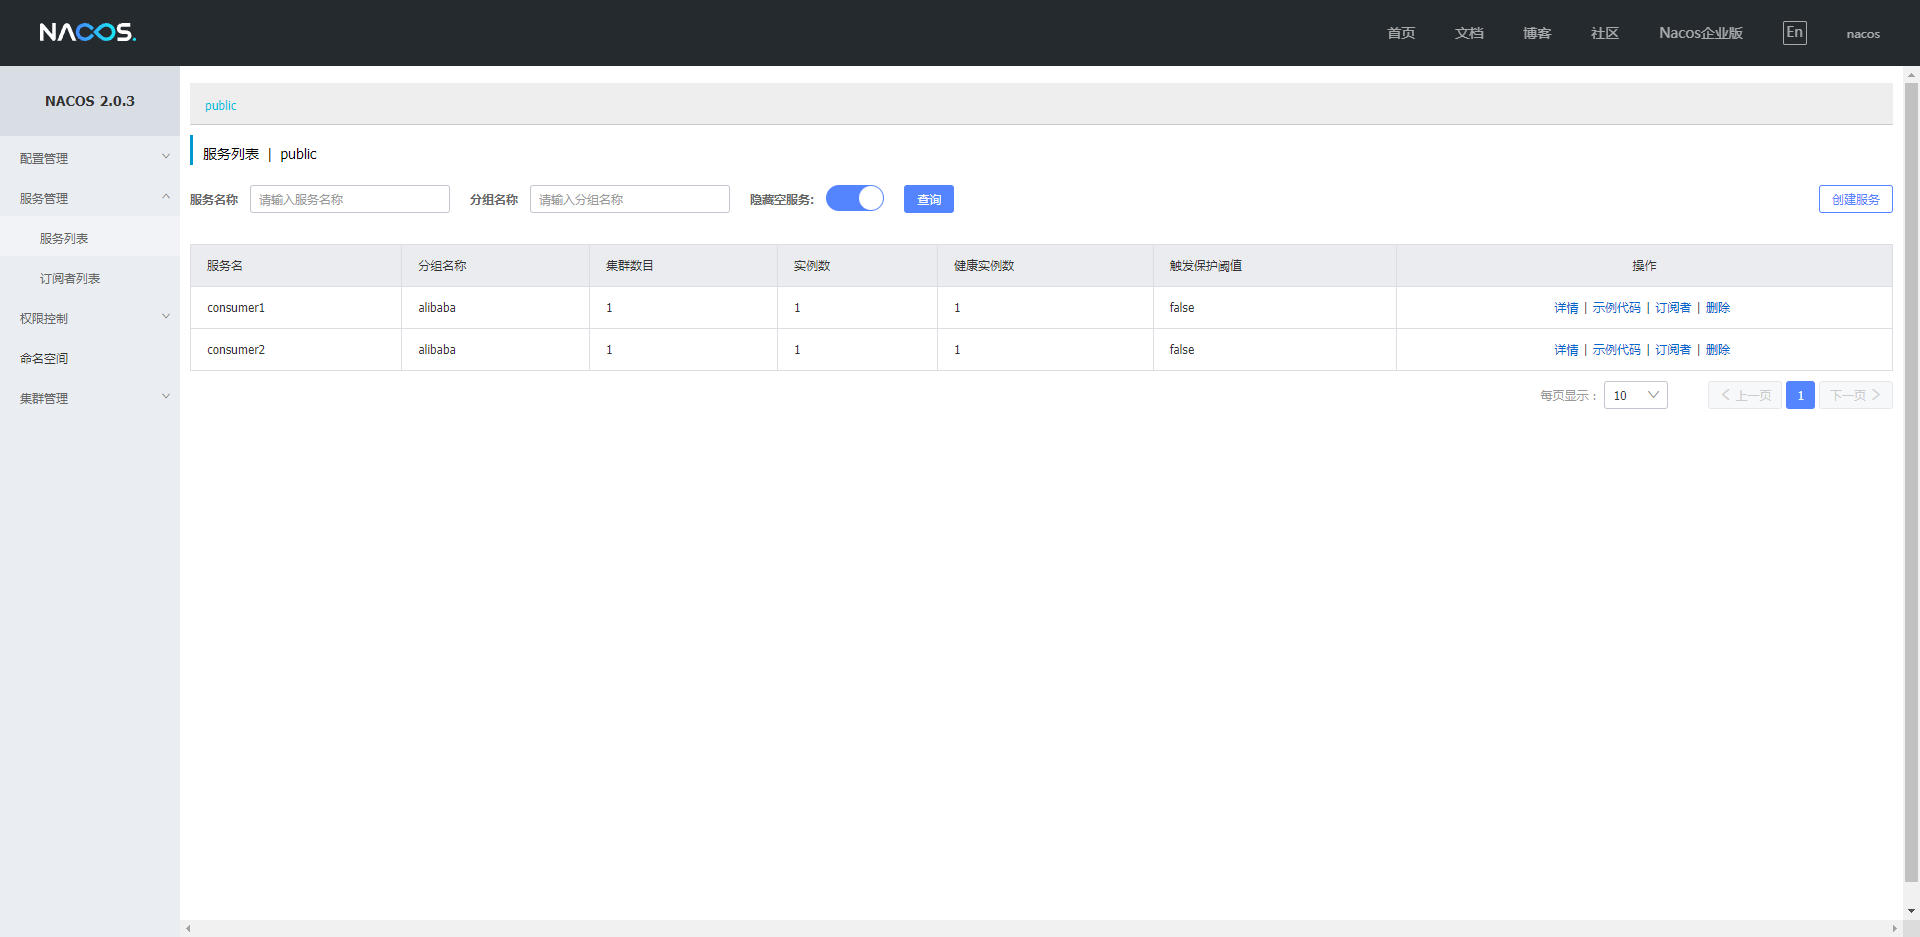 NACOS. 首页 文档 博客 社区 Nacos企业版 En nacos
NACOS 2.0.3
配置管理
服务管理
服务列表
订阅者列表
权限控制
命名空间
集群管理
public
服务列表 | public
服务名称 请输入服务名称 分组名称 请输入分组名称 隐藏空服务: 查询 创建服务
服务名 分组名称 集群数目 实例数 健康实例数 触发保护阈值 操作
consumer1 alibaba 1 1 1 false 详情 | 示例代码 | 订阅者 | 删除
consumer2 alibaba 1 1 1 false 详情 | 示例代码 | 订阅者 | 删除
每页显示： 10 上一页 1 下一页